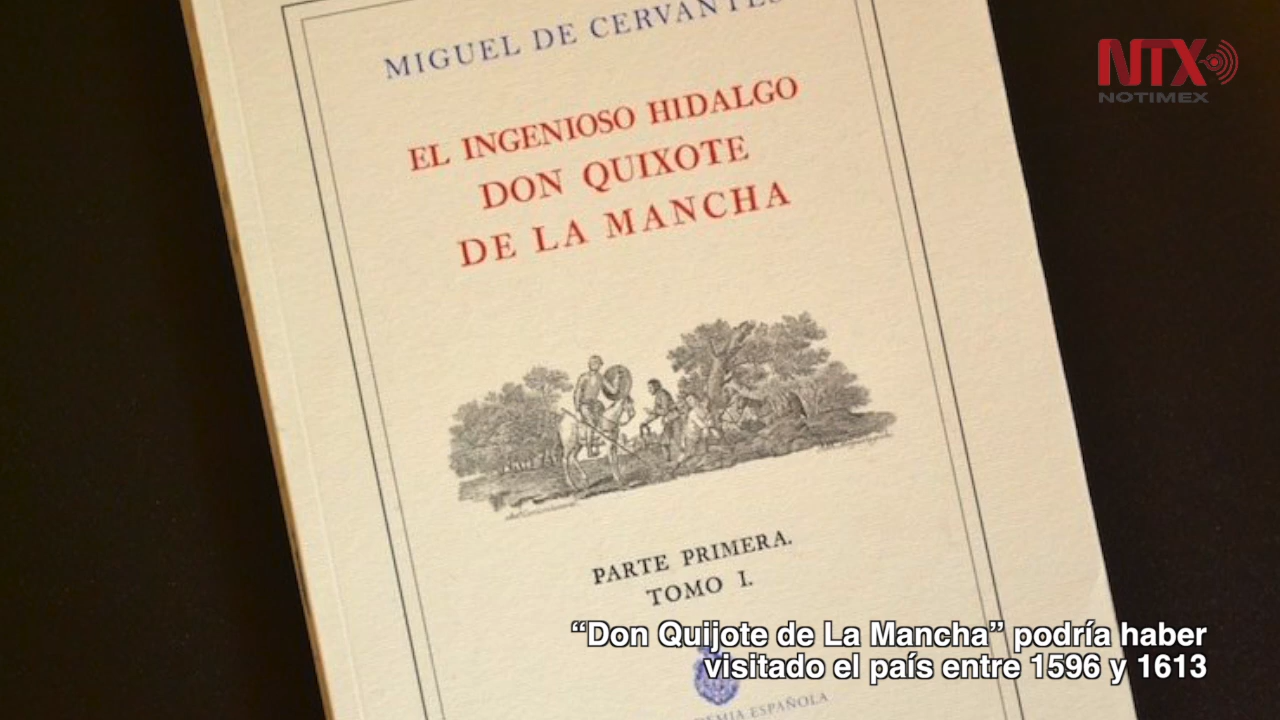 MIGUEL DE CERVANTES
EL INGENIOSO HIDALGO
DON QUIXOTE
DE LA MANCHA
PARTE PRIMERA.
TOMO I.
ESPAÑOLA
NTX
NOTIMEX
“Don Quijote de La Mancha” podría haber
visitado el país entre 1596 y 1613